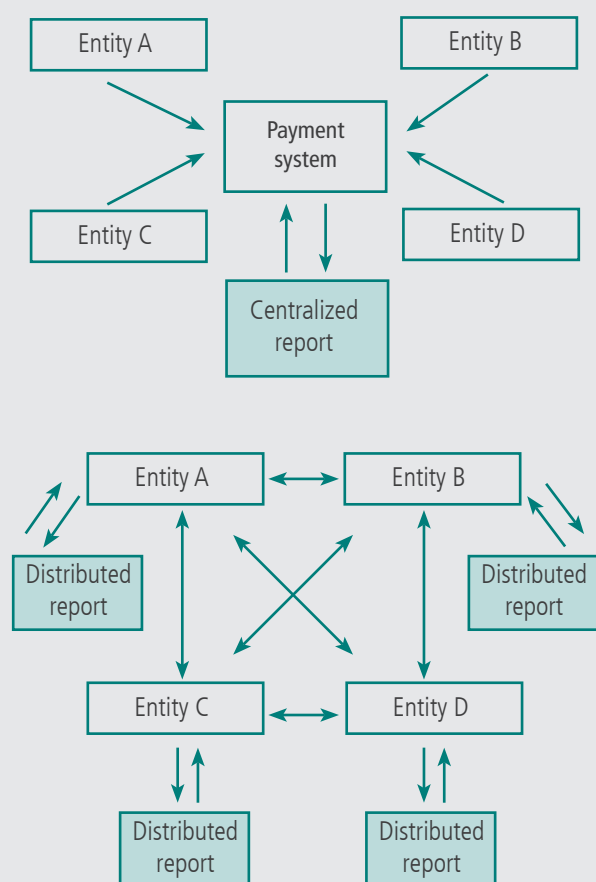 Entity A
Entity B
Payment
system
Entity C
Entity D
Centralized
report
Entity A
Entity B
Distributed
report
Distributed
report
Entity C
Entity D
Distributed
report
Distributed
report